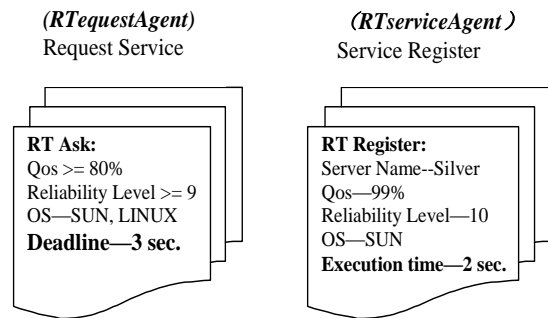 (RTequestAgent)
Request Service
RT Ask:
Qos >= 80%
Reliability Level >= 9
OS—SUN, LINUX
Deadline—3 sec.
(RTserviceAgent)
Service Register
RT Register:
Server Name--Silver
Qos—99%
Reliability Level—10
OS—SUN
Execution time—2 sec.